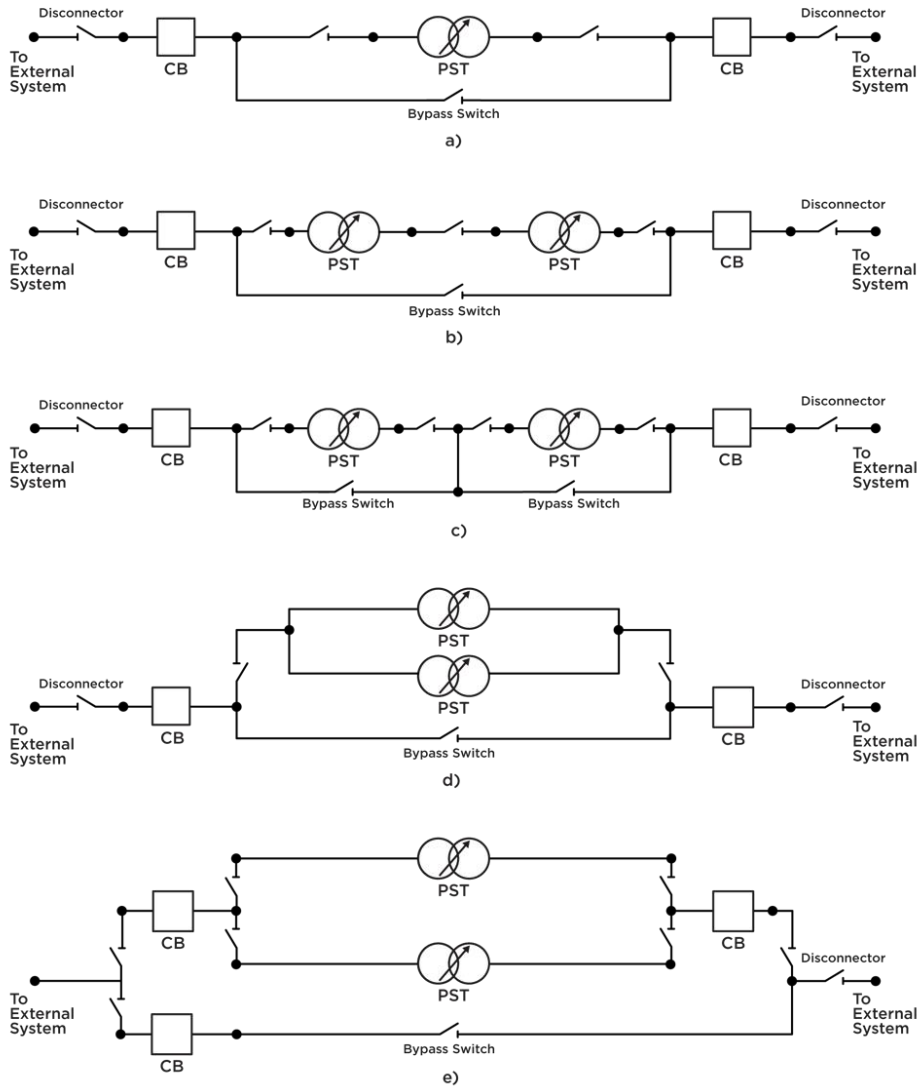 Disconnector
Disconnector
To
External
System
CB
PST
CB
To
External
System
Bypass Switch
a)
Disconnector
Disconnector
To
External
System
CB
PST
PST
CB
To
External
System
Bypass Switch
b)
Disconnector
Disconnector
To
External
System
CB
PST
PST
CB
To
External
System
Bypass Switch
Bypass Switch
c)
PST
Disconnector
PST
Disconnector
To
External
System
CB
CB
To
External
System
Bypass Switch
d)
PST
CB
CB
Disconnector
To
External
System
PST
To
External
System
CB
Bypass Switch
e)